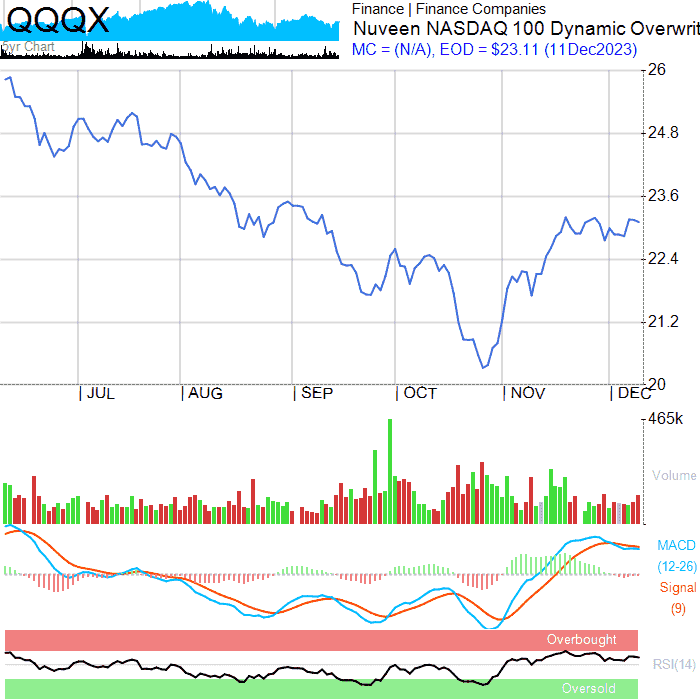 QQQX
5yr Chart
Finance | Finance Companies
Nuveen NASDAQ 100 Dynamic Overwrit
MC = (N/A), EOD = $23.11 (11Dec2023)
26
24.8
23.6
22.4
21.2
20
| JUL | AUG | SEP | OCT | NOV | DEC
465k
Volume
MACD
(12-26)
Signal
(9)
Overbought
RSI(14)
Oversold